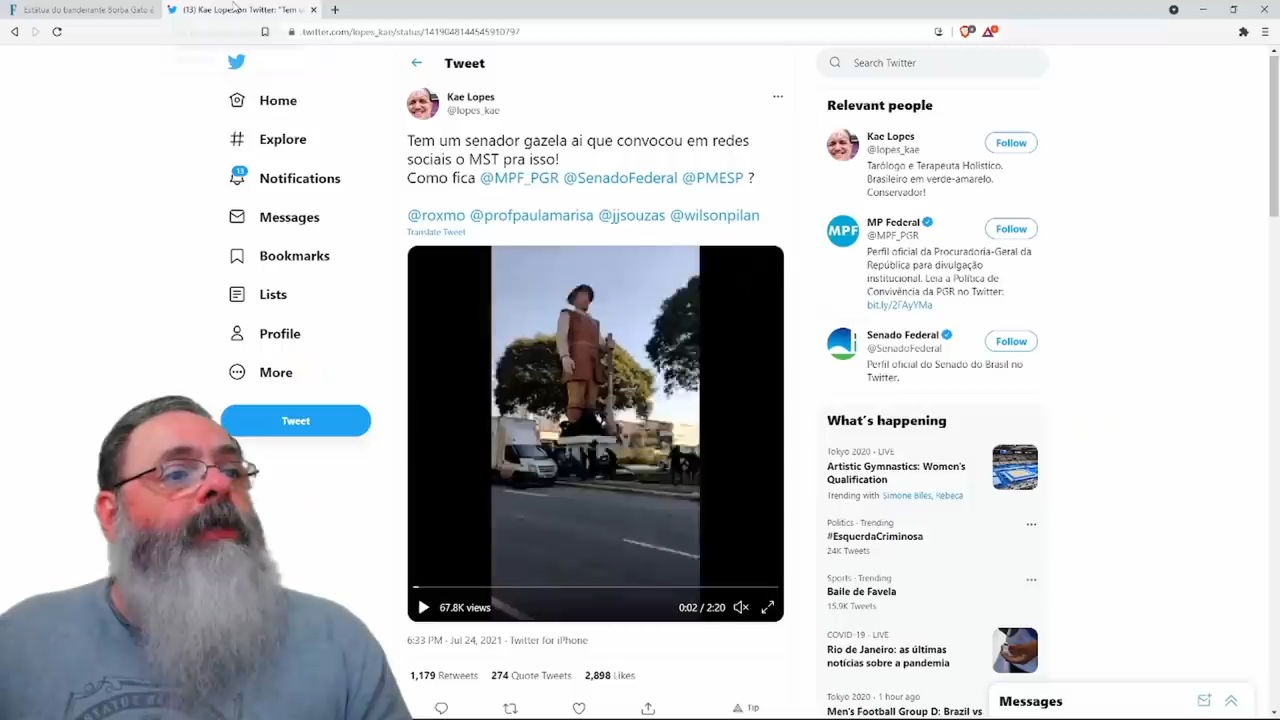 Estátua do bandeirante Borba Gato é
(13) Kae Lopes on Twitter: "Tem u
twitter.com/lopes_kae/status/1419048144545910797
Home
Explore
13
Notifications
Messages
Bookmarks
Lists
Profile
More
Tweet
Tweet
Kae Lopes
@lopes_kae
Tem um senador gazela ai que convocou em redes
sociais o MST pra isso!
Como fica @MPF_PGR @SenadoFederal @PMESP ?
@roxmo @profpaulamarisa @jjsouzas @wilsonpilan
Translate Tweet
67.8K views
0:02 / 2:20
6:33 PM · Jul 24, 2021 · Twitter for iPhone
1,179 Retweets 274 Quote Tweets 2,898 Likes
Tip
Search Twitter
Relevant people
Kae Lopes
@lopes_kae
Follow
Tarólogo e Terapeuta Holístico.
Brasileiro em verde-amarelo.
Conservador!
MPF
MP Federal
@MPF_PGR
Follow
Perfil oficial da Procuradoria-Geral da
República para divulgação
institucional. Leia a Política de
Convivência da PGR no Twitter:
bit.ly/2FAyYMa
Senado Federal
@SenadoFederal
Follow
Perfil oficial do Senado do Brasil no
Twitter.
What's happening
Tokyo 2020 · LIVE
Artistic Gymnastics: Women's
Qualification
Trending with Simone Biles, Rebeca
Politics · Trending
#EsquerdaCriminosa
24K Tweets
Sports · Trending
Baile de Favela
15.9K Tweets
COVID-19 · LIVE
Rio de Janeiro: as últimas
notícias sobre a pandemia
Tokyo 2020 · 1 hour ago
Men's Football Group D: Brazil vs
Messages